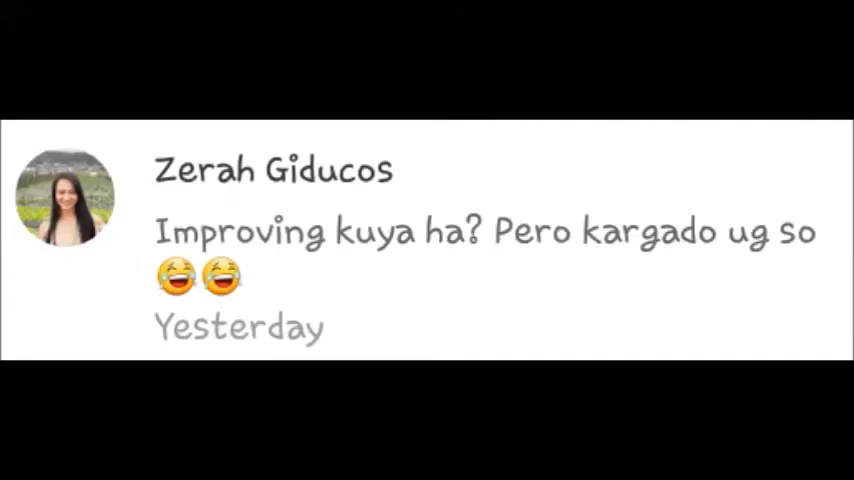 Zerah Giducos
Improving kuya ha? Pero kargado ug so
😂😂
Yesterday